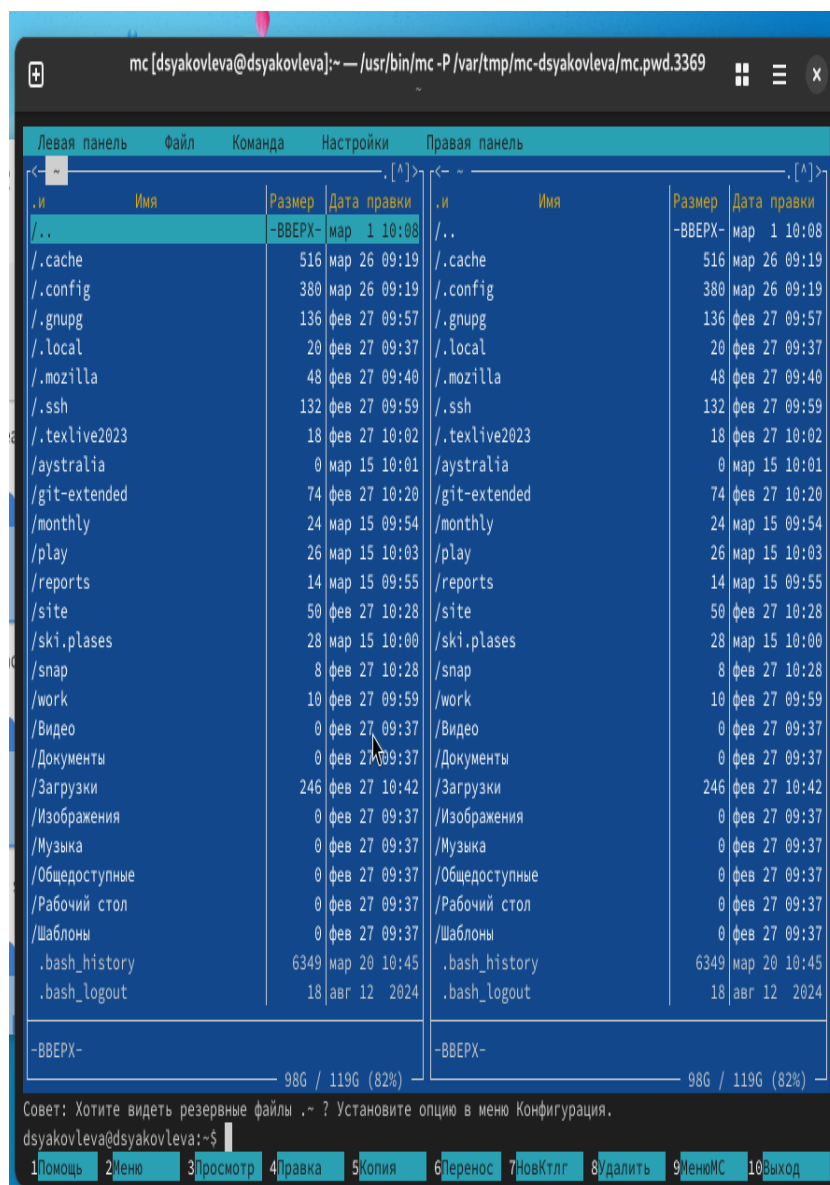 mc [dsyakovleva@dsyakovleva]:~ — /usr/bin/mc -P /var/tmp/mc-dsyakovleva/mc.pwd.3369
~
Левая панель Файл Команда Настройки Правая панель
<- ~ .[^]> <- ~ .[^]>
.и Имя Размер Дата правки .и Имя Размер Дата правки
/.. -ВВЕРХ- мар 1 10:08 /.. -ВВЕРХ- мар 1 10:08
/.cache 516 мар 26 09:19 /.cache 516 мар 26 09:19
/.config 380 мар 26 09:19 /.config 380 мар 26 09:19
/.gnupg 136 фев 27 09:57 /.gnupg 136 фев 27 09:57
/.local 20 фев 27 09:37 /.local 20 фев 27 09:37
/.mozilla 48 фев 27 09:40 /.mozilla 48 фев 27 09:40
/.ssh 132 фев 27 09:59 /.ssh 132 фев 27 09:59
/.texlive2023 18 фев 27 10:02 /.texlive2023 18 фев 27 10:02
/aystralia 0 мар 15 10:01 /aystralia 0 мар 15 10:01
/git-extended 74 фев 27 10:20 /git-extended 74 фев 27 10:20
/monthly 24 мар 15 09:54 /monthly 24 мар 15 09:54
/play 26 мар 15 10:03 /play 26 мар 15 10:03
/reports 14 мар 15 09:55 /reports 14 мар 15 09:55
/site 50 фев 27 10:28 /site 50 фев 27 10:28
/ski.plases 28 мар 15 10:00 /ski.plases 28 мар 15 10:00
/snap 8 фев 27 10:28 /snap 8 фев 27 10:28
/work 10 фев 27 09:59 /work 10 фев 27 09:59
/Видео 0 фев 27 09:37 /Видео 0 фев 27 09:37
/Документы 0 фев 27 09:37 /Документы 0 фев 27 09:37
/Загрузки 246 фев 27 10:42 /Загрузки 246 фев 27 10:42
/Изображения 0 фев 27 09:37 /Изображения 0 фев 27 09:37
/Музыка 0 фев 27 09:37 /Музыка 0 фев 27 09:37
/Общедоступные 0 фев 27 09:37 /Общедоступные 0 фев 27 09:37
/Рабочий стол 0 фев 27 09:37 /Рабочий стол 0 фев 27 09:37
/Шаблоны 0 фев 27 09:37 /Шаблоны 0 фев 27 09:37
.bash_history 6349 мар 20 10:45 .bash_history 6349 мар 20 10:45
.bash_logout 18 авг 12 2024 .bash_logout 18 авг 12 2024
-ВВЕРХ- -ВВЕРХ-
98G / 119G (82%) 98G / 119G (82%)
Совет: Хотите видеть резервные файлы .~ ? Установите опцию в меню Конфигурация.
dsyakovleva@dsyakovleva:~$
1Помощь 2Меню 3Просмотр 4Правка 5Копия 6Перенос 7НовКтлг 8Удалить 9МенюМС 10Выход